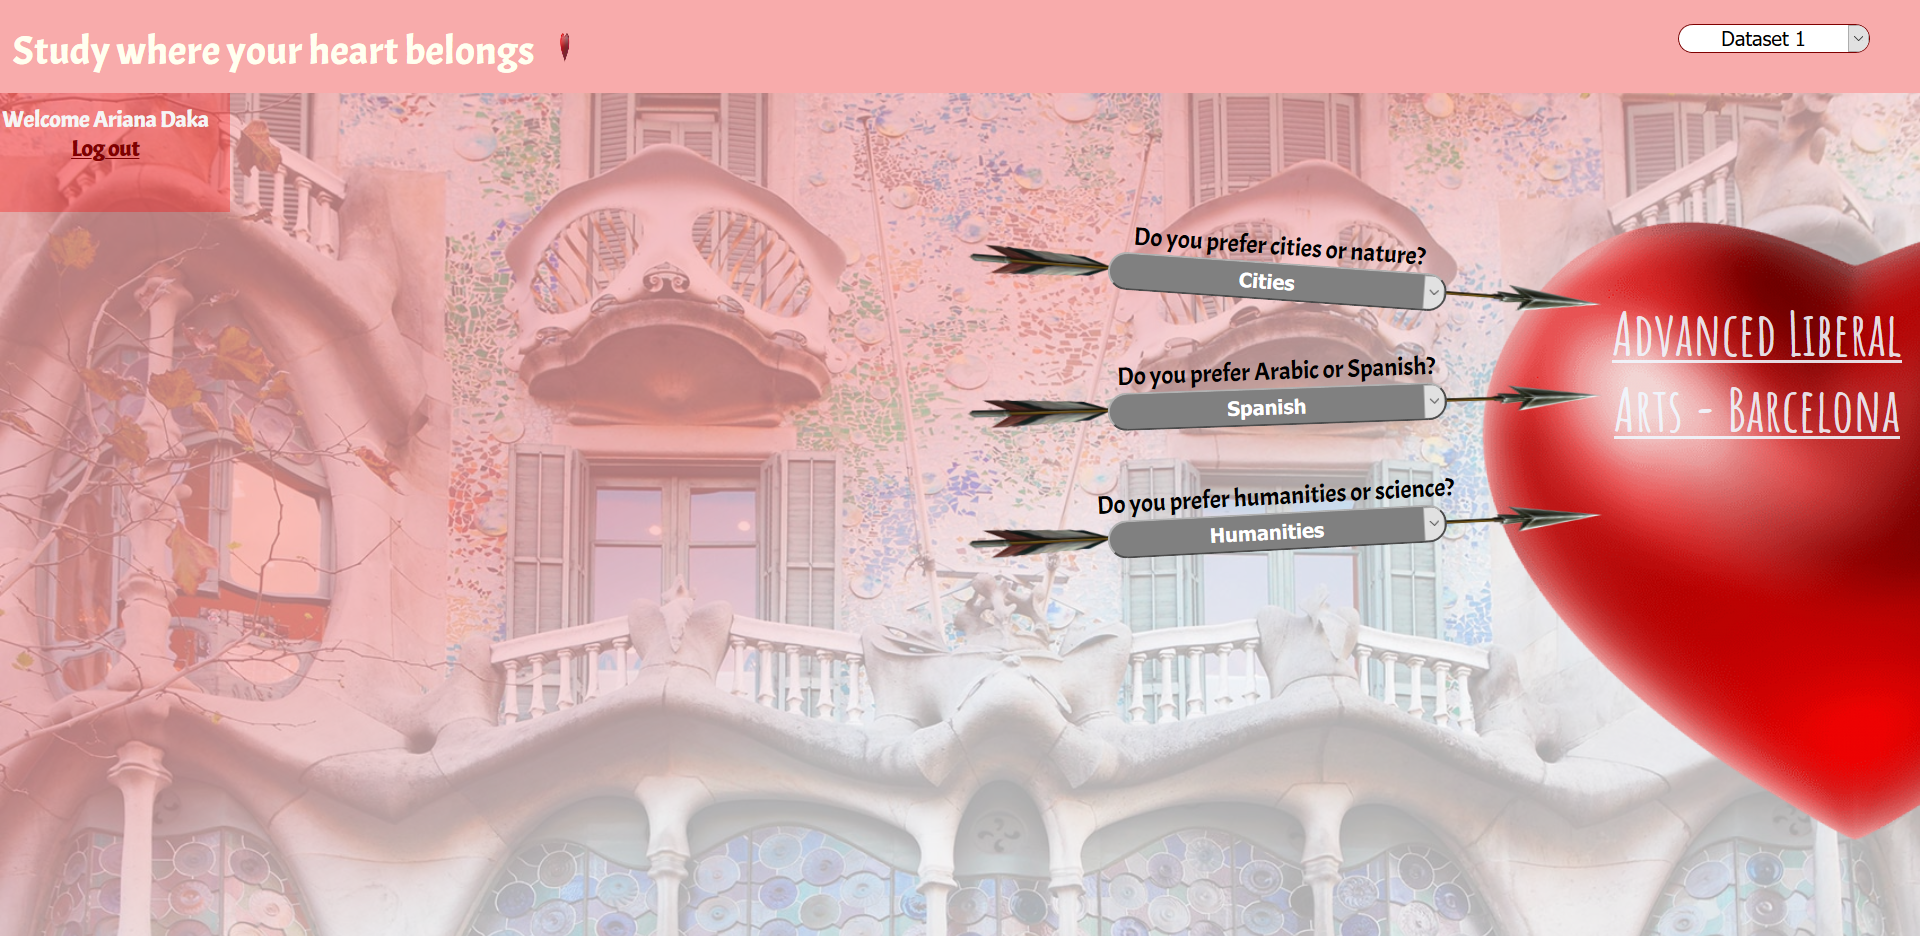 Study where your heart belongs
Dataset 1
Welcome Ariana Daka
Log out
Do you prefer cities or nature?
Cities
Do you prefer Arabic or Spanish?
Spanish
Do you prefer humanities or science?
Humanities
Advanced Liberal
Arts - Barcelona